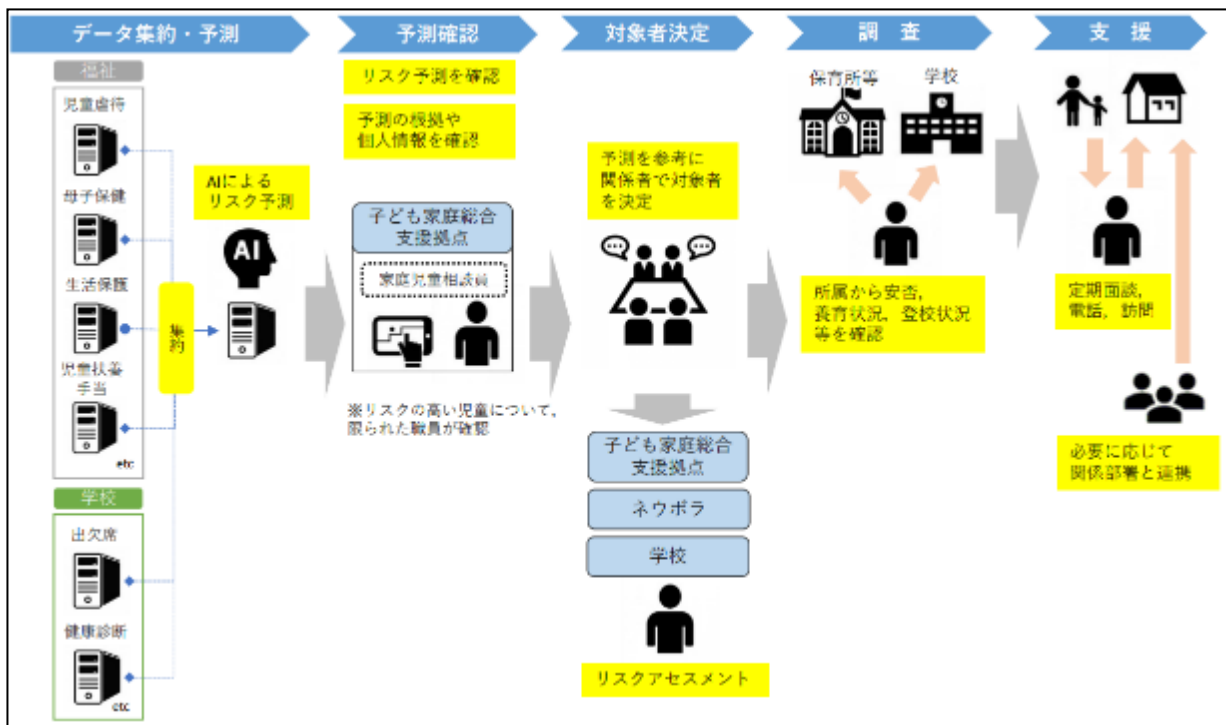 データ集約・予測
予測確認
対象者決定
調 査
支 援
福祉
児童虐待
母子保健
生活保護
児童扶養
手当
etc
学校
出欠席
健康診断
etc
集約
AIによる
リスク予測
AI
リスク予測を確認
予測の根拠や
個人情報を確認
子ども家庭総合
支援拠点
家庭児童相談員
※リスクの高い児童について,
限られた職員が確認
予測を参考に
関係者で対象者
を決定
子ども家庭総合
支援拠点
ネウボラ
学校
リスクアセスメント
保育所等
学校
所属から安否,
養育状況, 登校状況
等を確認
定期面談,
電話, 訪問
必要に応じて
関係部署と連携